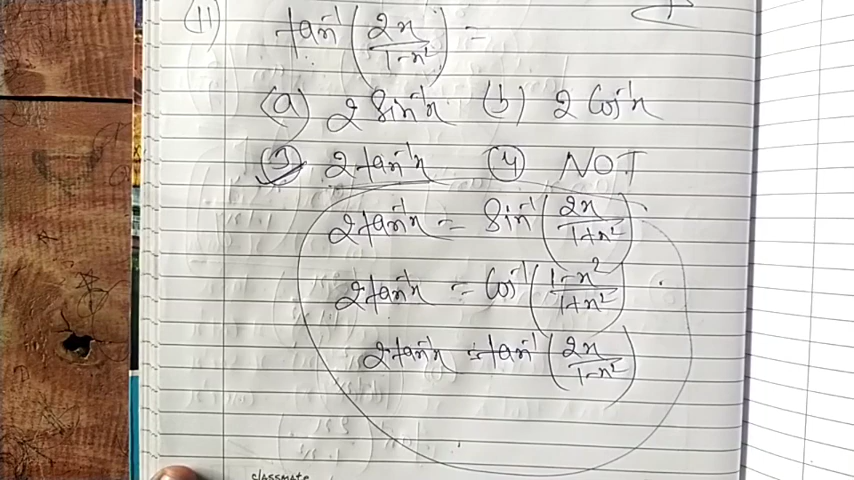 (11) tan⁻¹(2x/1-x²) =
(a) 2 Sin⁻¹x (b) 2 Cos⁻¹x
(3) 2 tan⁻¹x (4) NOT
2tan⁻¹x = Sin⁻¹(2x/1+x²)
2tan⁻¹x = Cos⁻¹(1-x²/1+x²)
2tan⁻¹x = tan⁻¹(2x/1-x²)
classmate